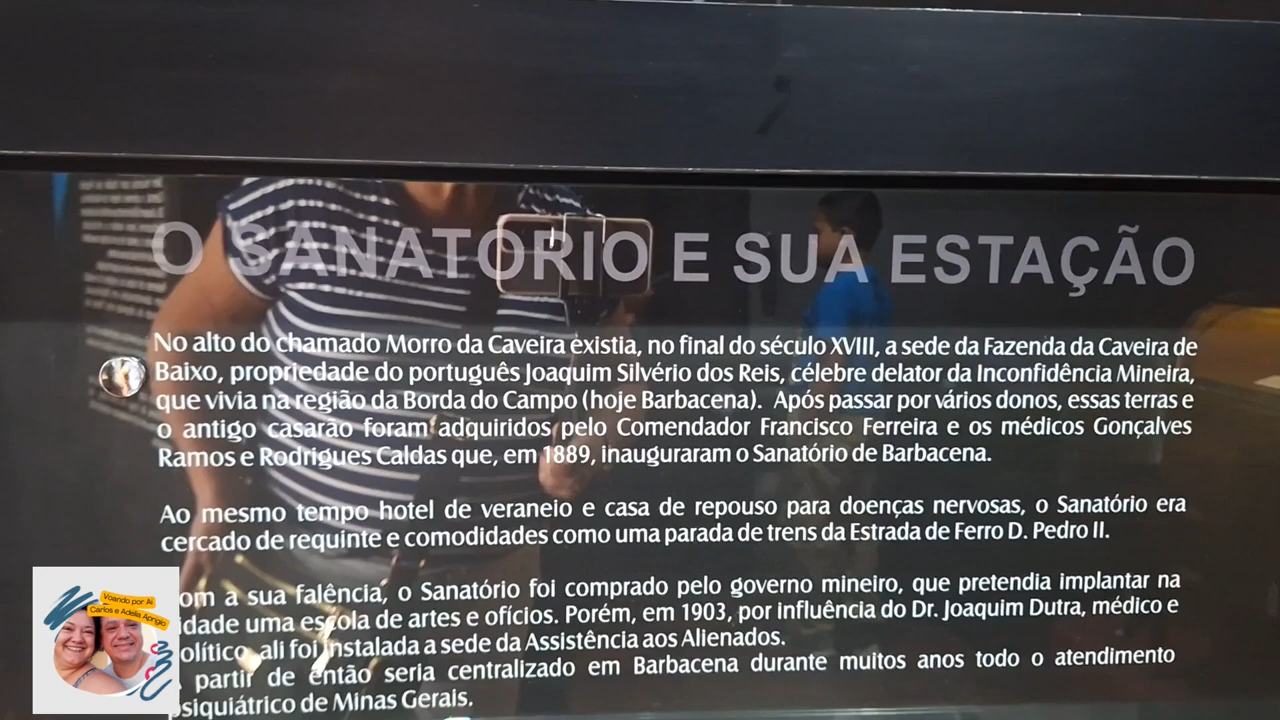 O SANATÓRIO E SUA ESTAÇÃO
No alto do chamado Morro da Caveira existia, no final do século XVIII, a sede da Fazenda da Caveira de
Baixo, propriedade do português Joaquim Silvério dos Reis, célebre delator da Inconfidência Mineira,
que vivia na região da Borda do Campo (hoje Barbacena). Após passar por vários donos, essas terras e
o antigo casarão foram adquiridos pelo Comendador Francisco Ferreira e os médicos Gonçalves
Ramos e Rodrigues Caldas que, em 1889, inauguraram o Sanatório de Barbacena.
Ao mesmo tempo hotel de veraneio e casa de repouso para doenças nervosas, o Sanatório era
cercado de requinte e comodidades como uma parada de trens da Estrada de Ferro D. Pedro II.
om a sua falência, o Sanatório foi comprado pelo governo mineiro, que pretendia implantar na
idade uma escola de artes e ofícios. Porém, em 1903, por influência do Dr. Joaquim Dutra, médico e
olítico, ali foi instalada a sede da Assistência aos Alienados.
partir de então seria centralizado em Barbacena durante muitos anos todo o atendimento
psiquiátrico de Minas Gerais.
Voando por Aí
Carlos e Adelia Aprigio